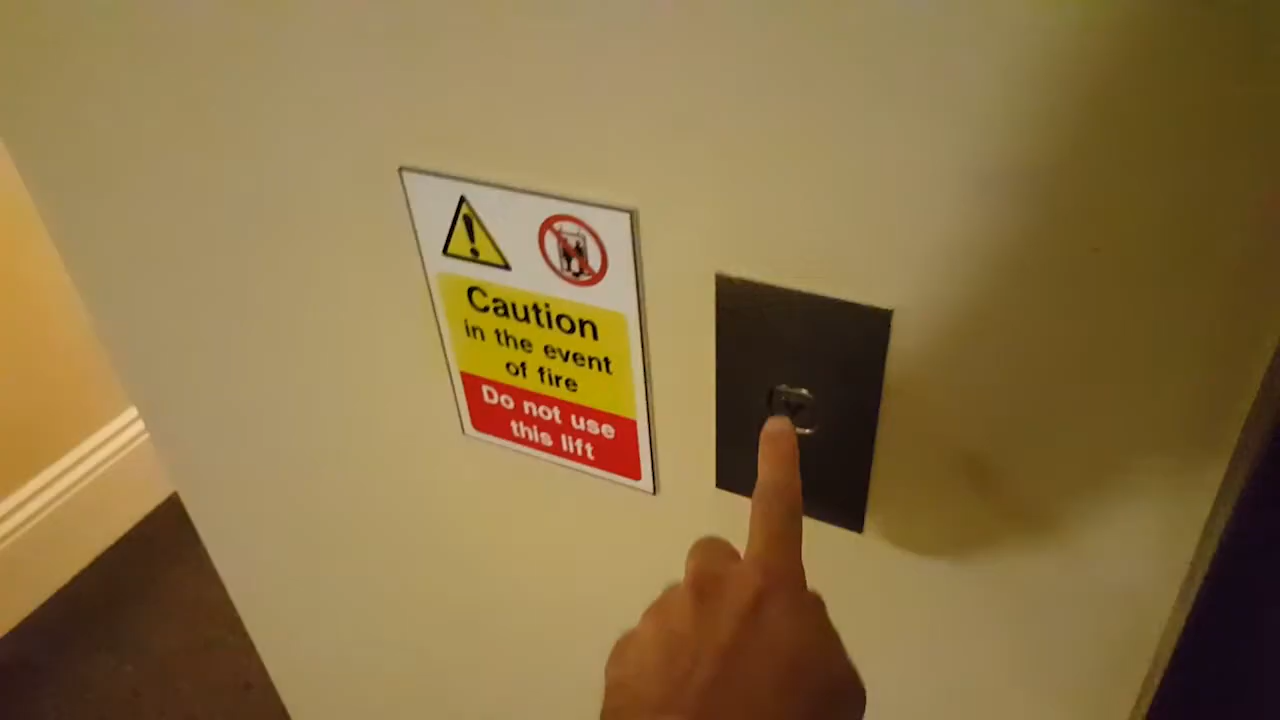 Caution
in the event
of fire
Do not use
this lift